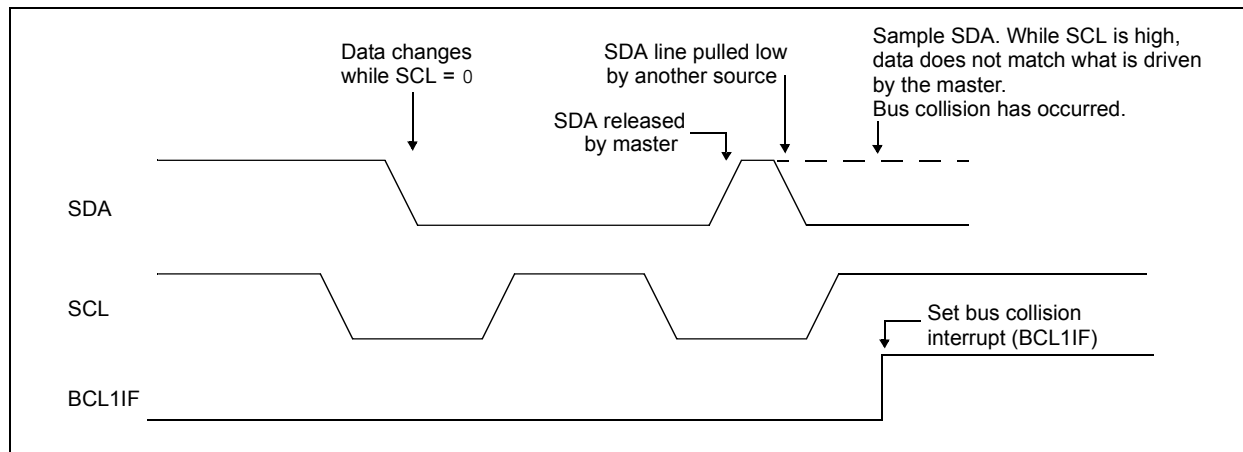 Data changes
while SCL = 0
SDA line pulled low
by another source
Sample SDA. While SCL is high,
data does not match what is driven
by the master.
Bus collision has occurred.
SDA released
by master
SDA
SCL
Set bus collision
interrupt (BCL1IF)
BCL1IF